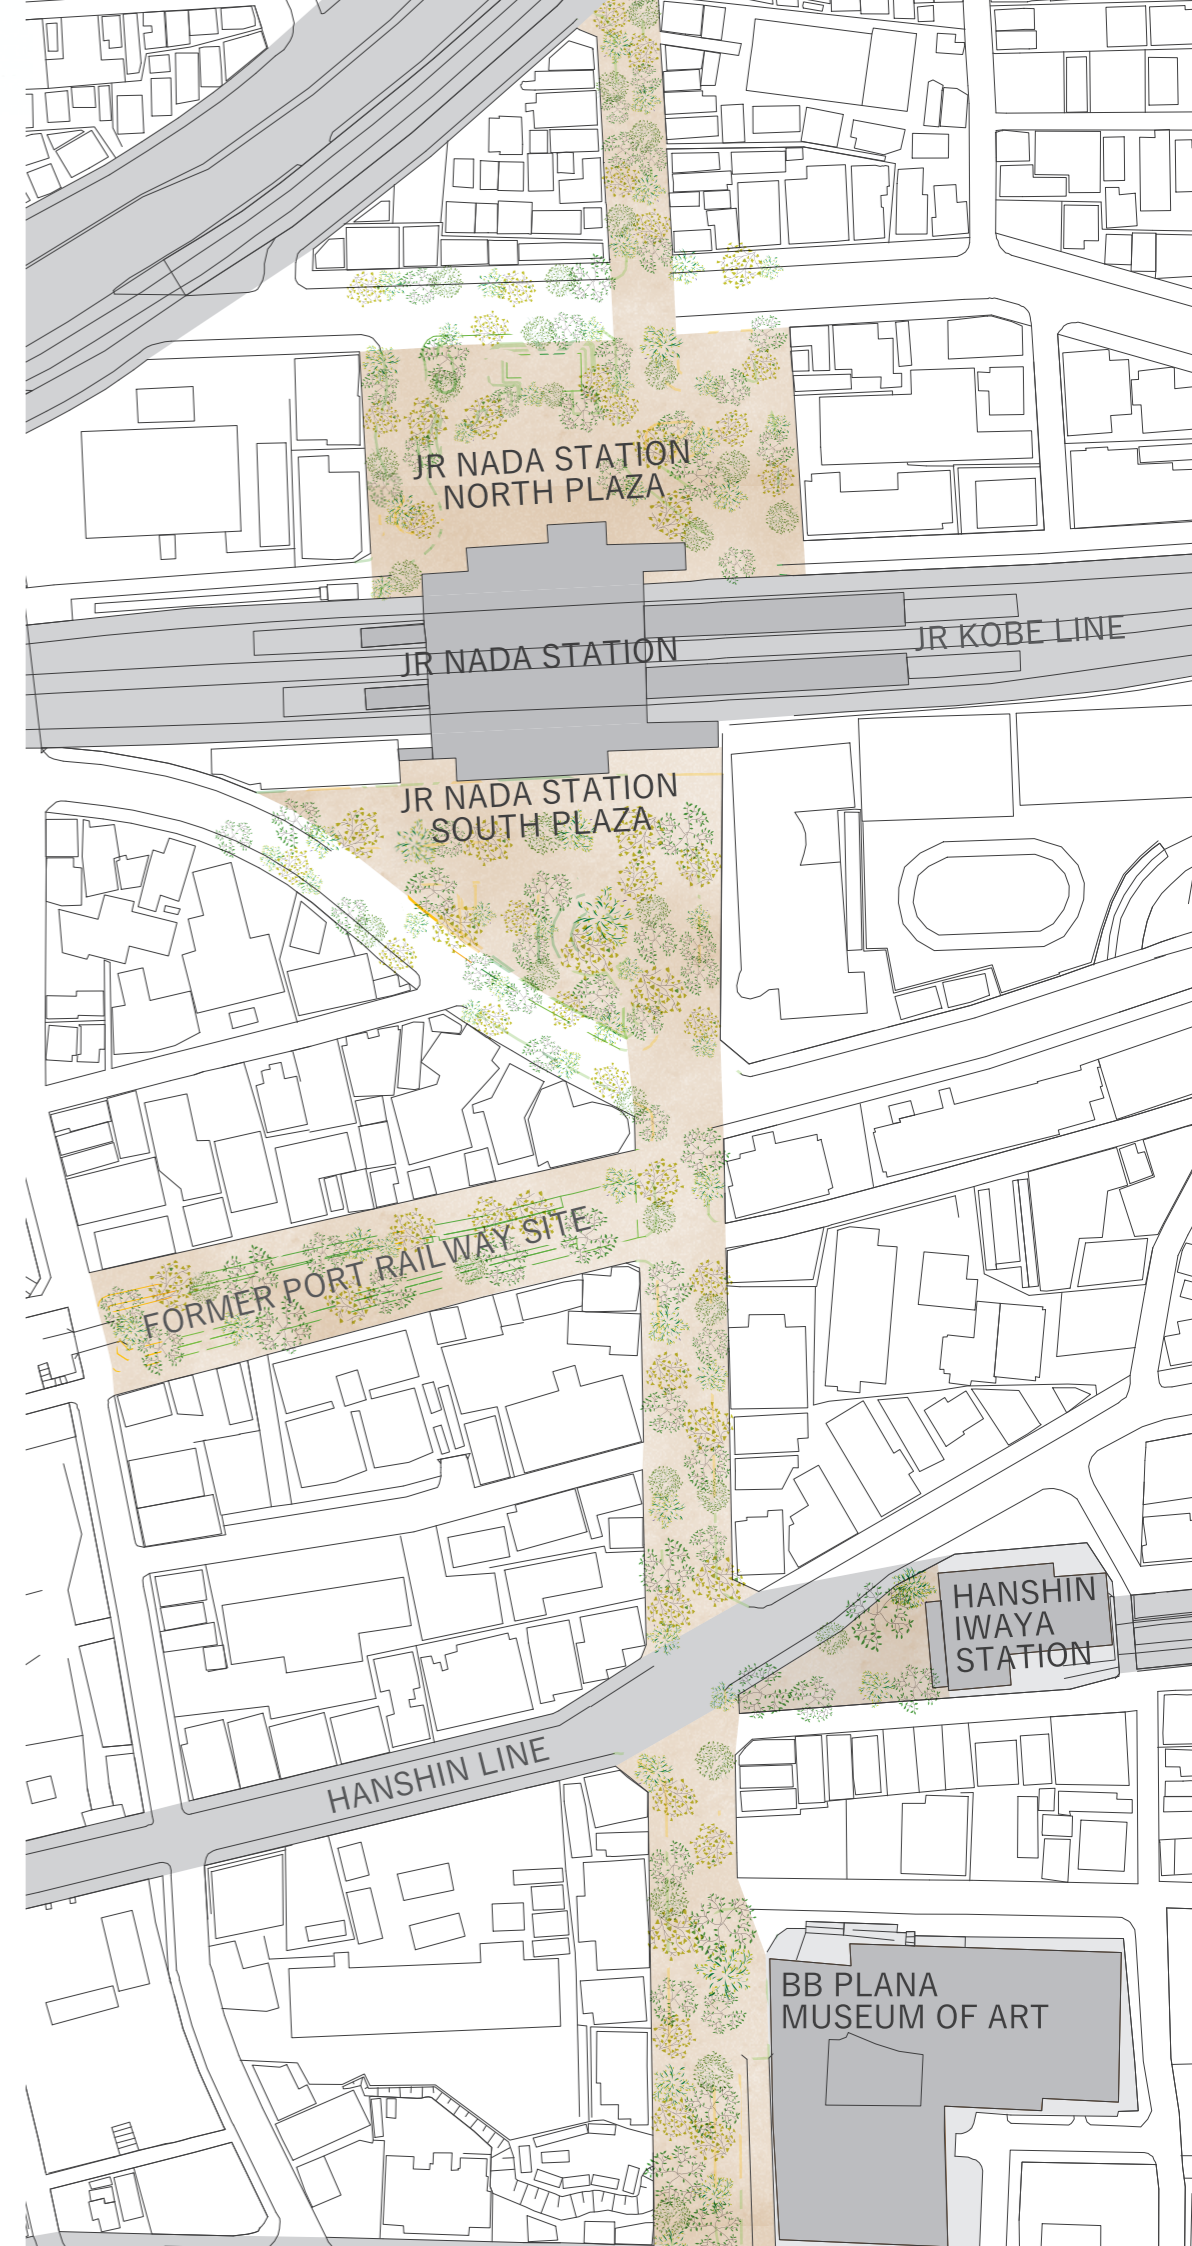 JR NADA STATION
NORTH PLAZA
JR KOBE LINE
JR NADA STATION
JR NADA STATION
SOUTH PLAZA
FORMER PORT RAILWAY SITE
HANSHIN
IWAYA
STATION
HANSHIN LINE
BB PLANA
MUSEUM OF ART